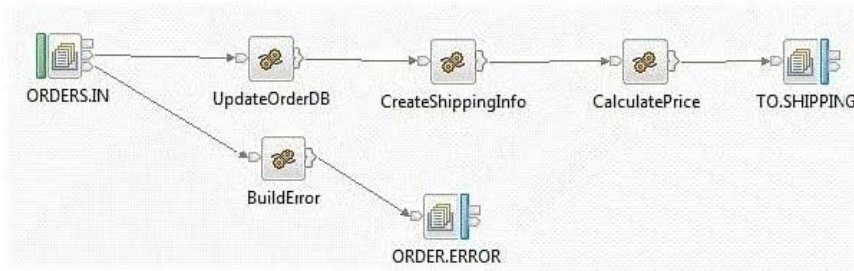 ORDERS.IN
UpdateOrderDB
CreateShippingInfo
CalculatePrice
TO.SHIPPING
BuildError
ORDER.ERROR